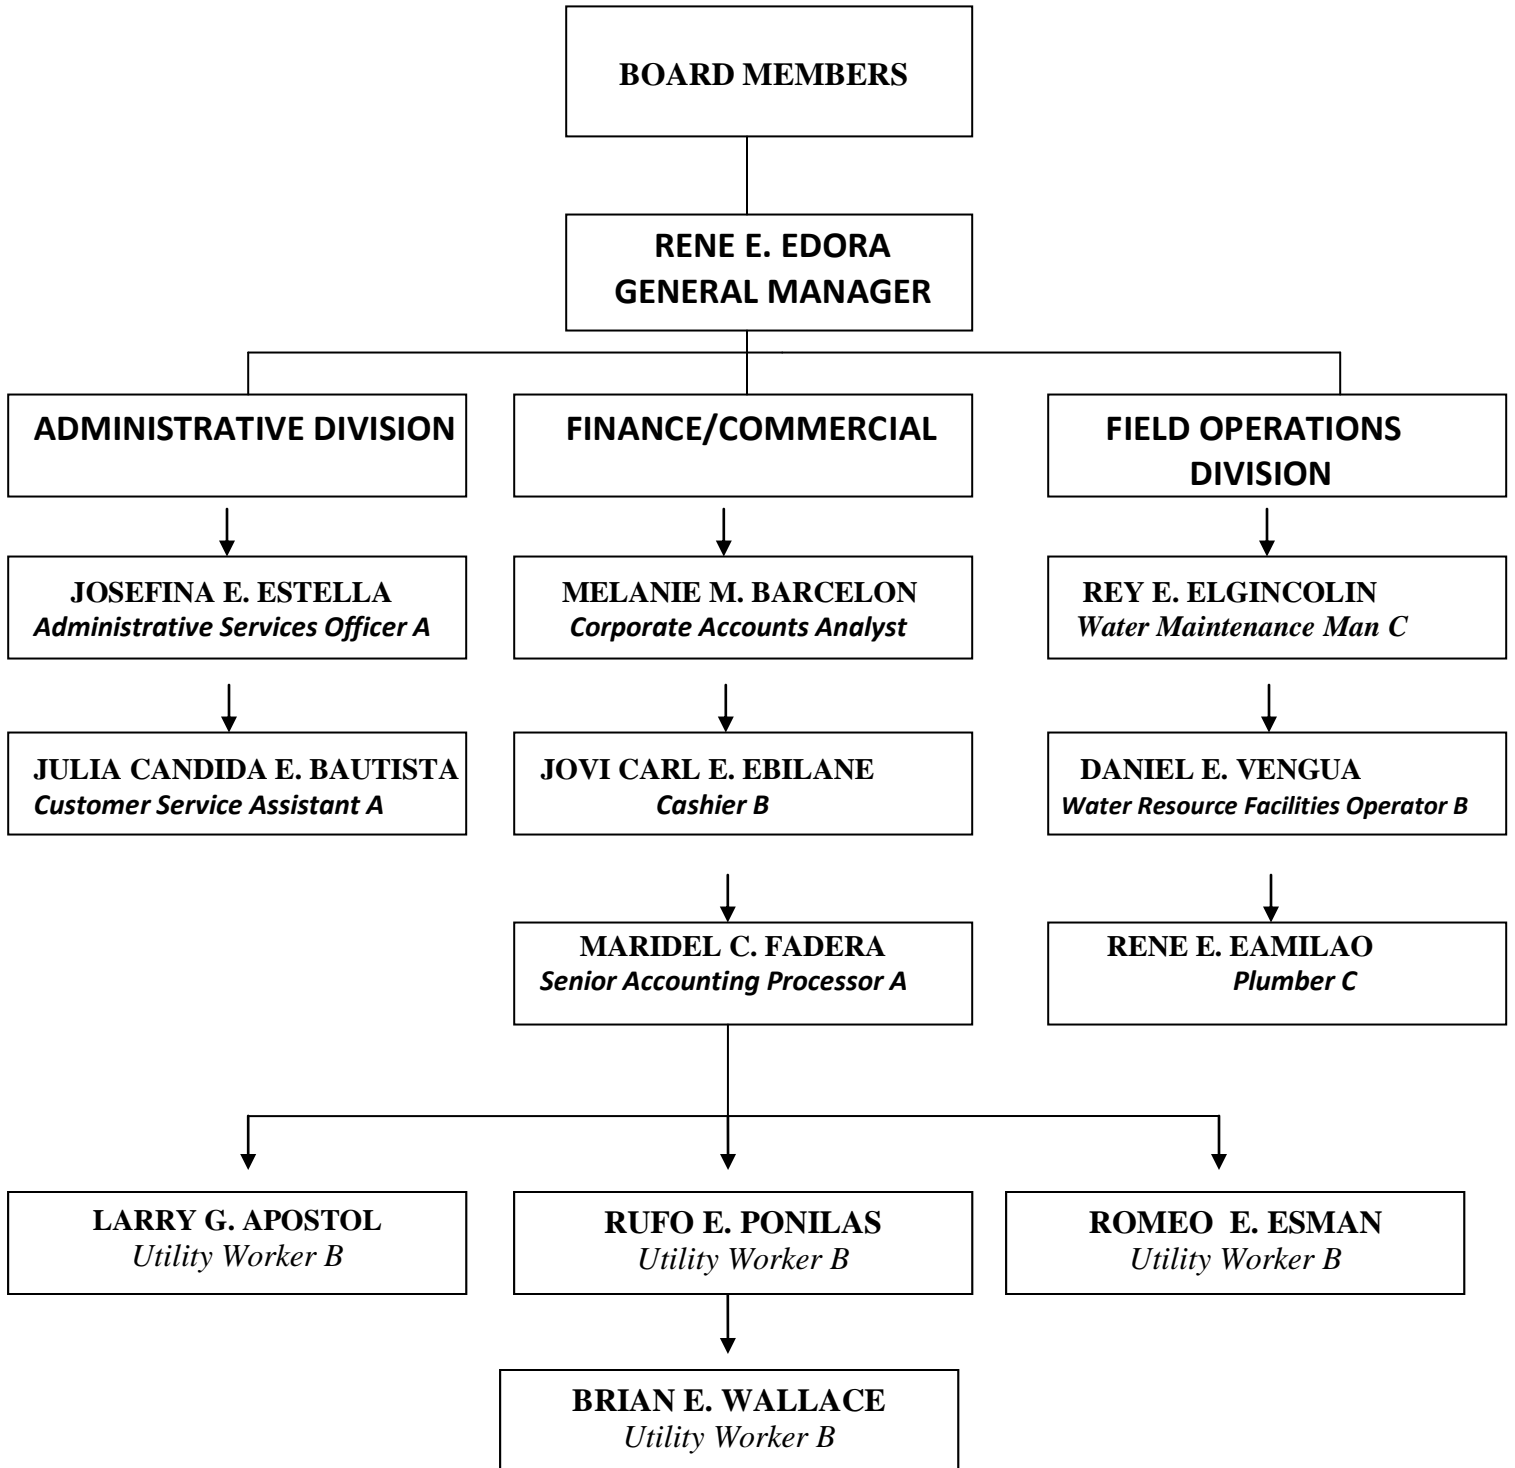 BOARD MEMBERS
RENE E. EDORA
GENERAL MANAGER
ADMINISTRATIVE DIVISION
FINANCE/COMMERCIAL
FIELD OPERATIONS
DIVISION
JOSEFINA E. ESTELLA
Administrative Services Officer A
MELANIE M. BARCELON
Corporate Accounts Analyst
REY E. ELGINCOLIN
Water Maintenance Man C
JULIA CANDIDA E. BAUTISTA
Customer Service Assistant A
JOVI CARL E. EBILANE
Cashier B
DANIEL E. VENGUA
Water Resource Facilities Operator B
MARIDEL C. FADERA
Senior Accounting Processor A
RENE E. EAMILAO
Plumber C
LARRY G. APOSTOL
Utility Worker B
RUFO E. PONILAS
Utility Worker B
ROMEO E. ESMAN
Utility Worker B
BRIAN E. WALLACE
Utility Worker B